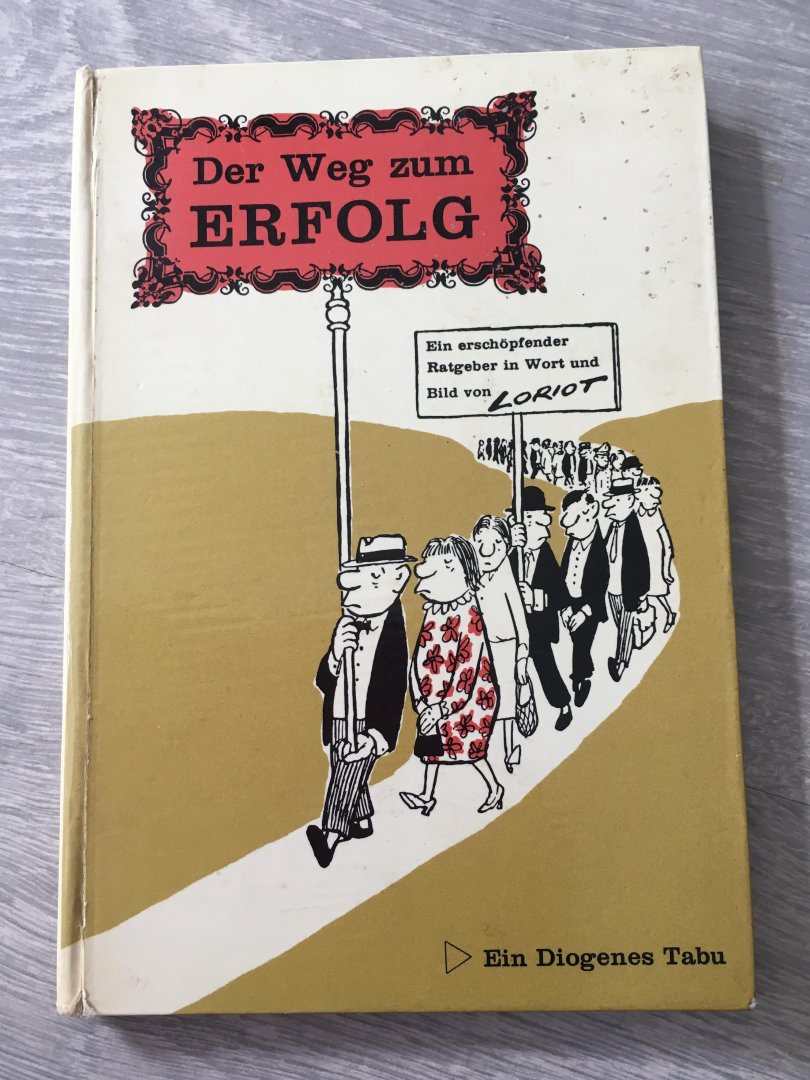 Der Weg zum
ERFOLG
Ein erschöpfender
Ratgeber in Wort und
Bild von LORIOT
Ein Diogenes Tabu